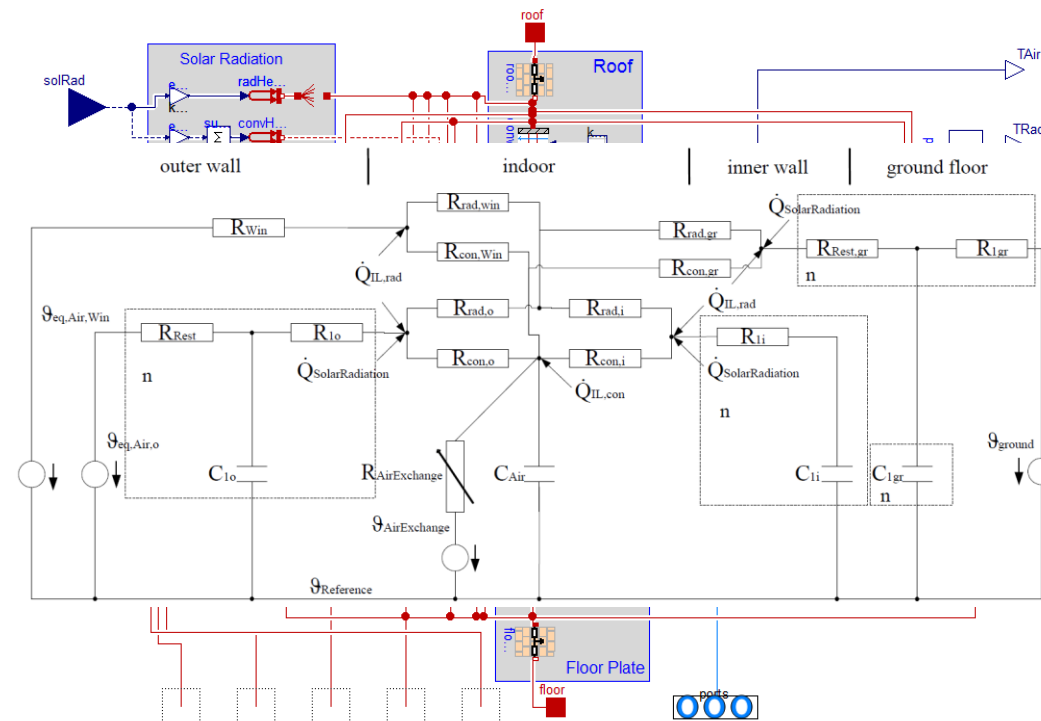 roof
Solar Radiation
Roof
TAir
solRad
e...
radHe...
roo...
k...
e...
su...
convH...
Σ
k...
TRad
outer wall
indoor
inner wall
ground floor
Rrad,win
Q̇SolarRadiation
RWin
Rrad,gr
Rcon,Win
RRest,gr
R1gr
Q̇IL,rad
Rcon,gr
n
ϑeq,Air,Win
Rrad,o
Rrad,i
Q̇IL,rad
RRest
R1o
R1i
Rcon,o
Rcon,i
n
Q̇SolarRadiation
Q̇SolarRadiation
Q̇IL,con
n
ϑeq,Air,o
ϑground
C1o
RAirExchange
CAir
C1i
C1gr
n
ϑAirExchange
ϑReference
flo...
Floor Plate
floor
ports